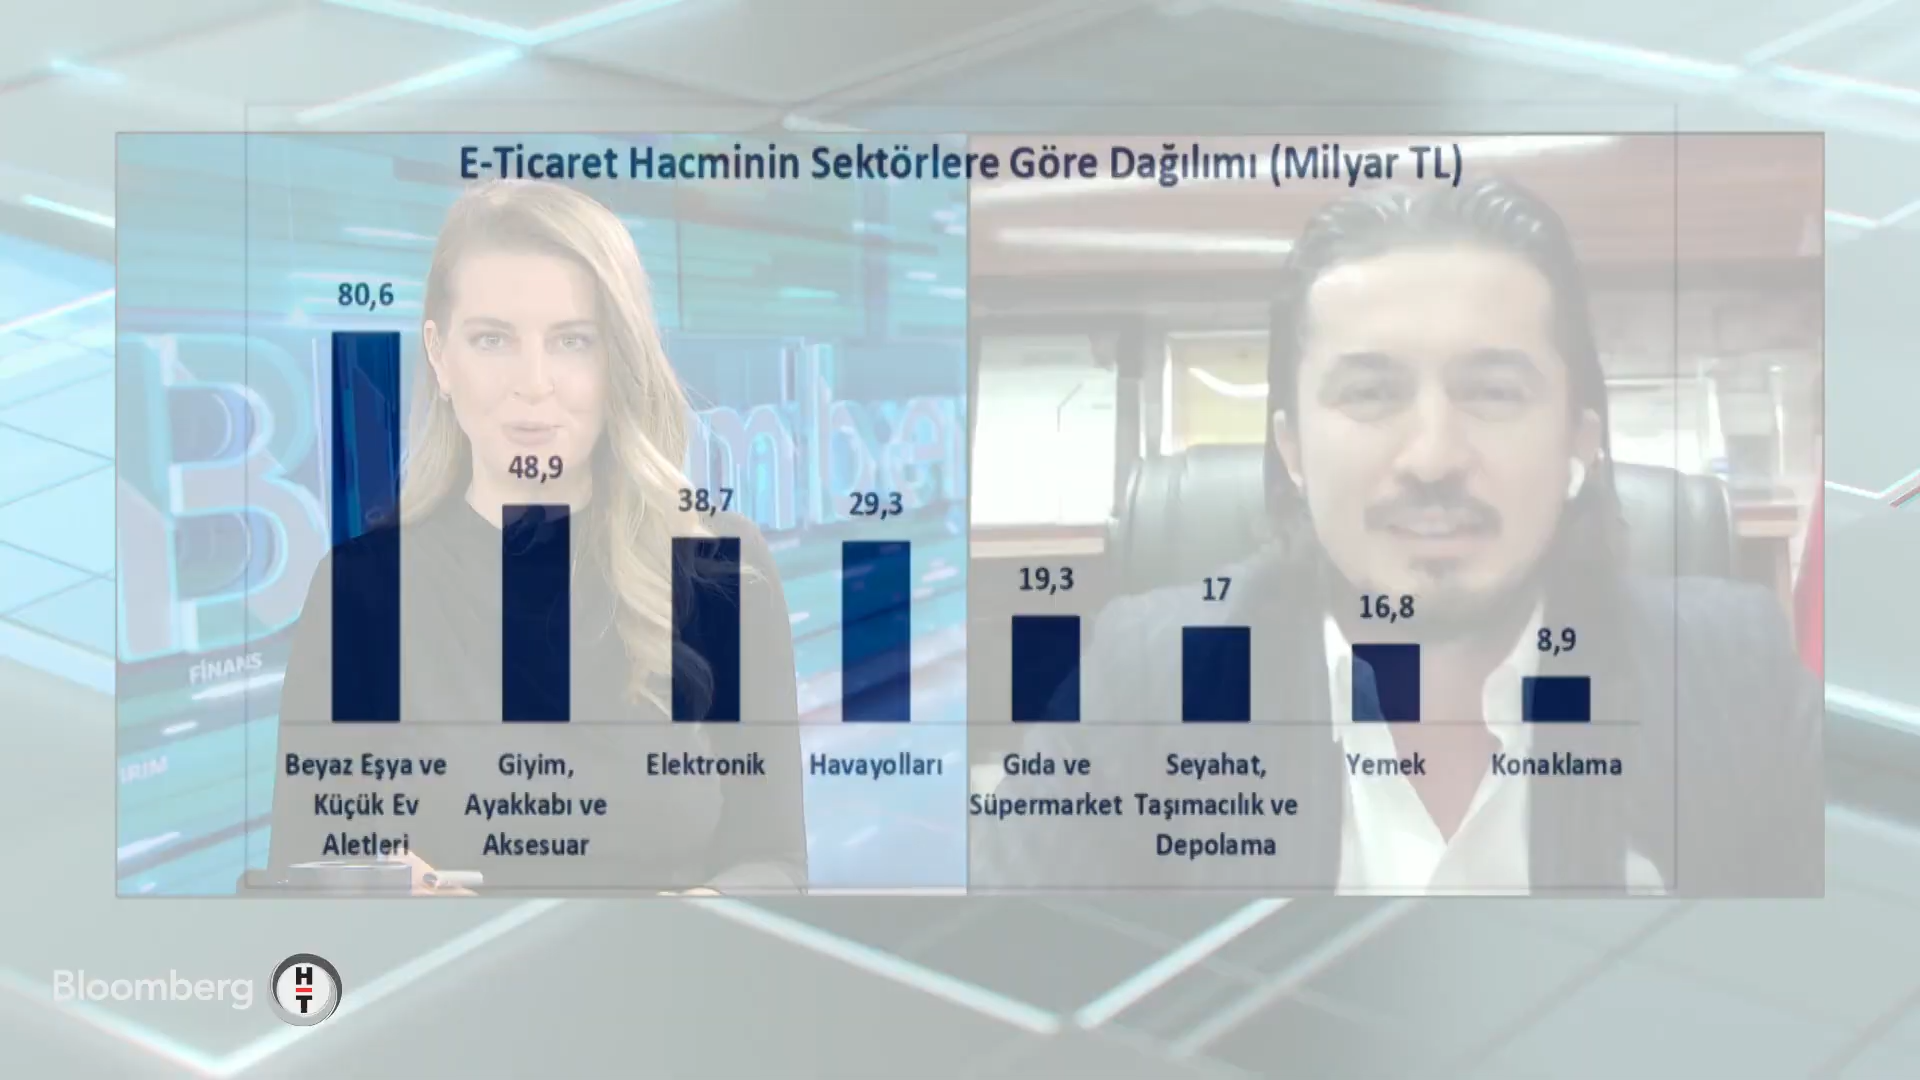 E-Ticaret Hacminin Sektörlere Göre Dağılımı (Milyar TL)
80,6
48,9
38,7
29,3
19,3
17
16,8
8,9
Beyaz Eşya ve
Küçük Ev
Aletleri
Giyim,
Ayakkabı ve
Aksesuar
Elektronik
Havayolları
Gıda ve
Süpermarket
Seyahat,
Taşımacılık ve
Depolama
Yemek
Konaklama
FİNANS
Bloomberg
HT